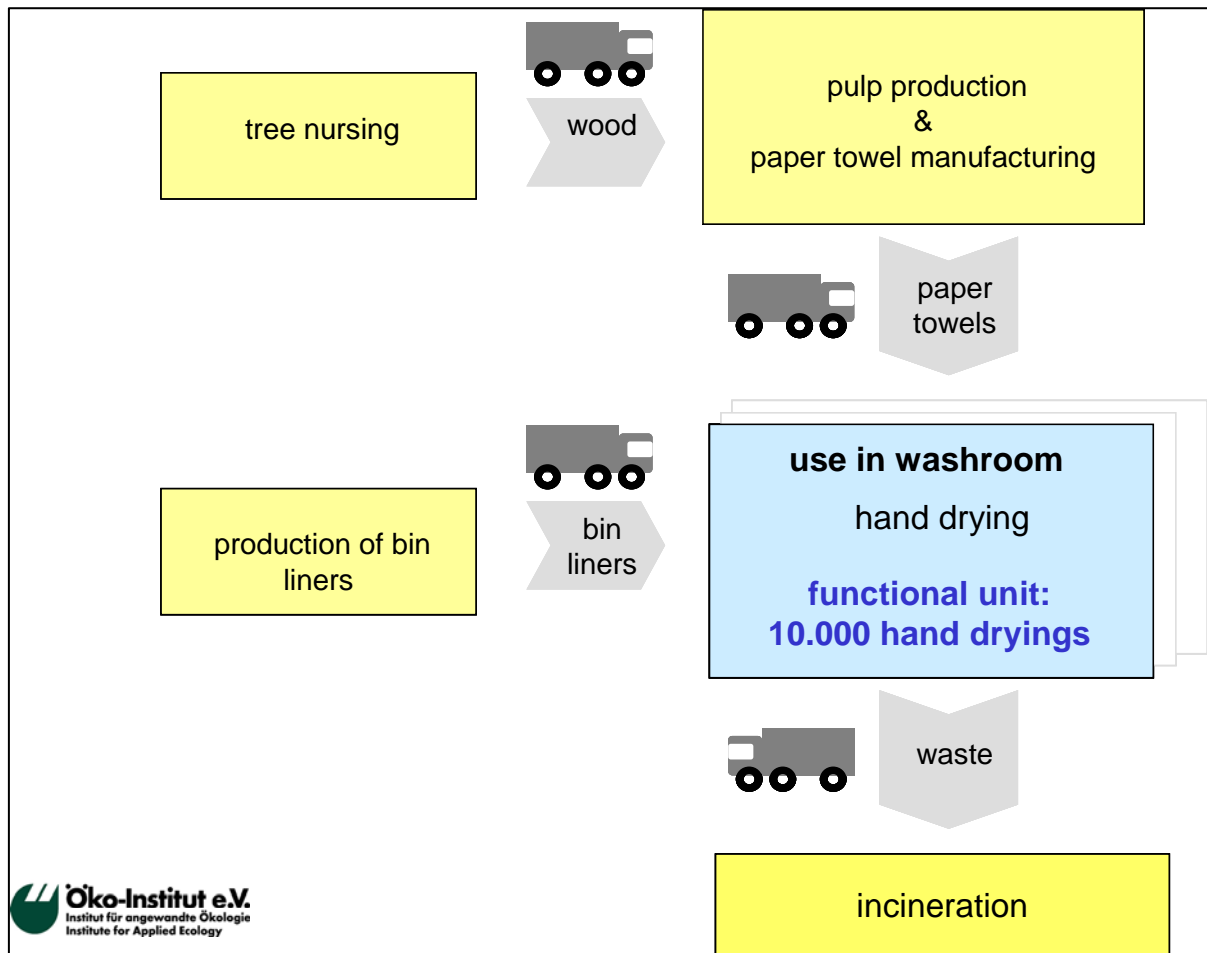 tree nursing
wood
pulp production
&
paper towel manufacturing
paper
towels
production of bin
liners
bin
liners
use in washroom
hand drying
functional unit:
10.000 hand dryings
waste
incineration
Öko-Institut e.V.
Institut für angewandte Ökologie
Institute for Applied Ecology